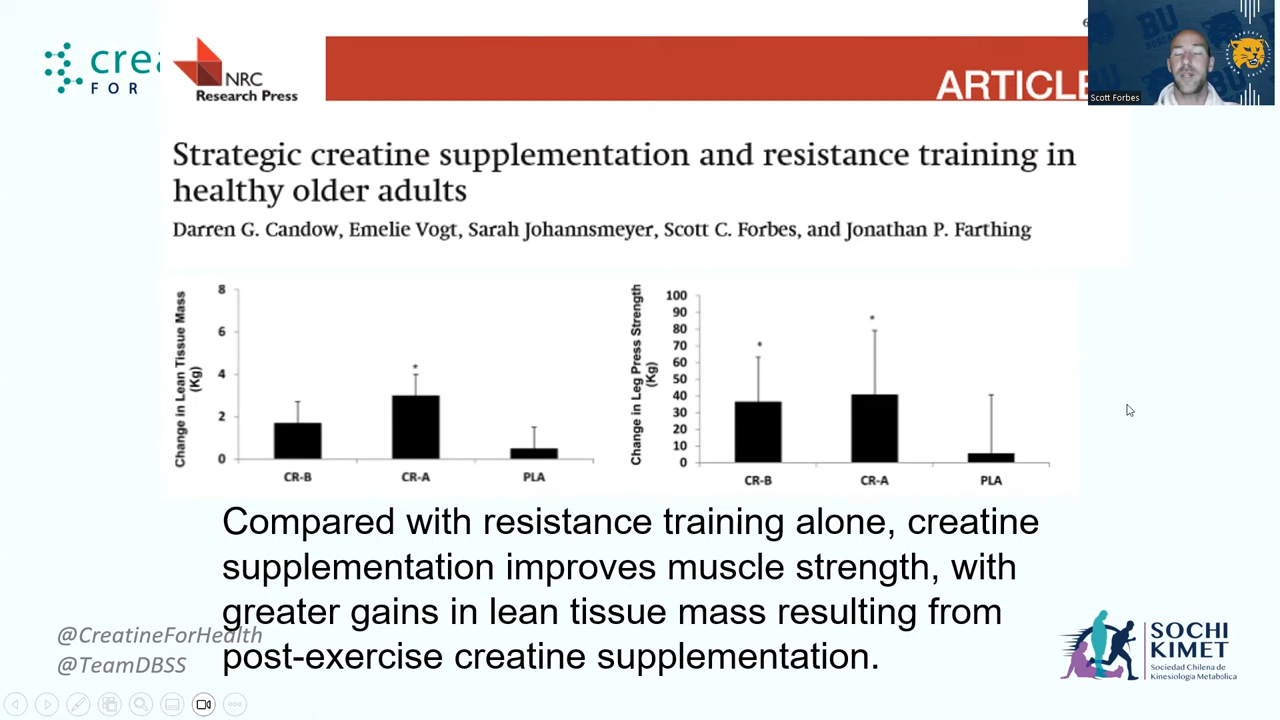 crea
FOR
NRC
Research Press
ARTICLE
Scott Forbes
Strategic creatine supplementation and resistance training in
healthy older adults
Darren G. Candow, Emelie Vogt, Sarah Johannsmeyer, Scott C. Forbes, and Jonathan P. Farthing
Change in Lean Tissue Mass
(Kg)
8
6
4
2
0
*
CR-B
CR-A
PLA
Change in Leg Press Strength
(Kg)
100
90
80
70
60
50
40
30
20
10
0
*
*
CR-B
CR-A
PLA
Compared with resistance training alone, creatine
supplementation improves muscle strength, with
greater gains in lean tissue mass resulting from
post-exercise creatine supplementation.
@CreatineForHealth
@TeamDBSS
SOCHI
KIMET
Sociedad Chilena de
Kinesiología Metabólica